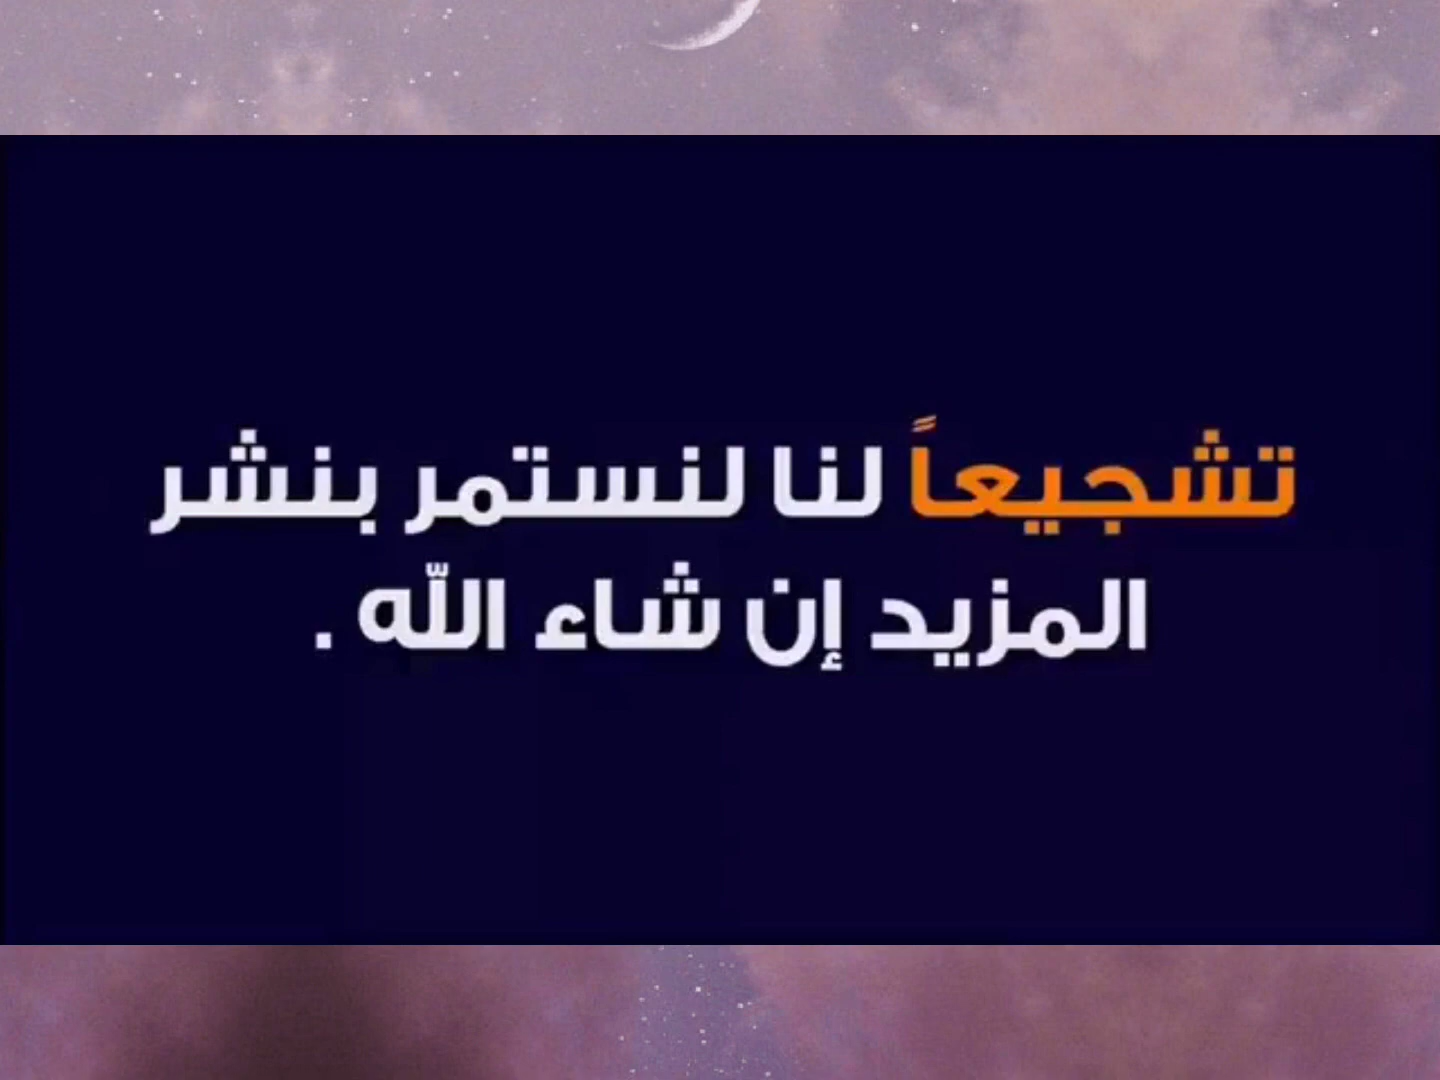 تشجيعاً لنا لنستمر بنشر
المزيد إن شاء اللّه .